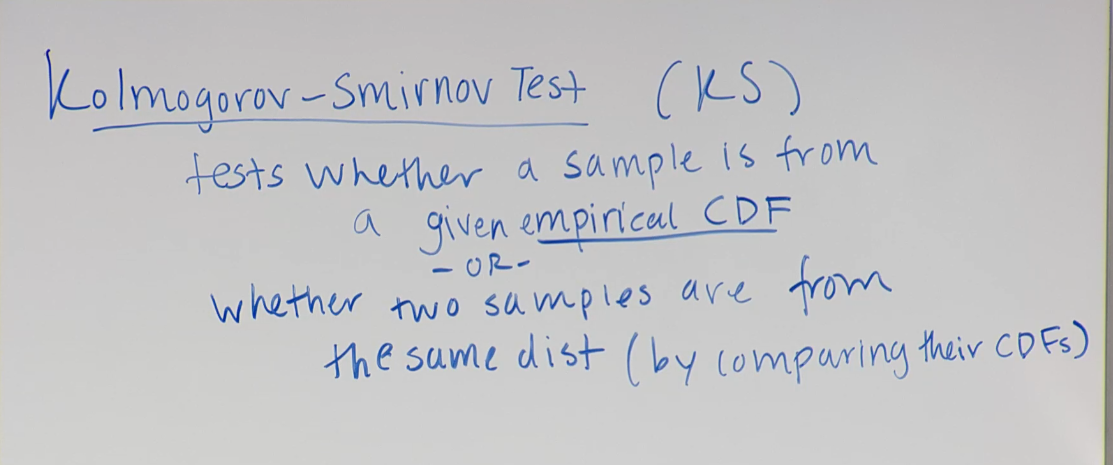 Kolmogorov-Smirnov Test (KS)
tests whether a sample is from
a given empirical CDF
- OR -
whether two samples are from
the same dist (by comparing their CDFs)